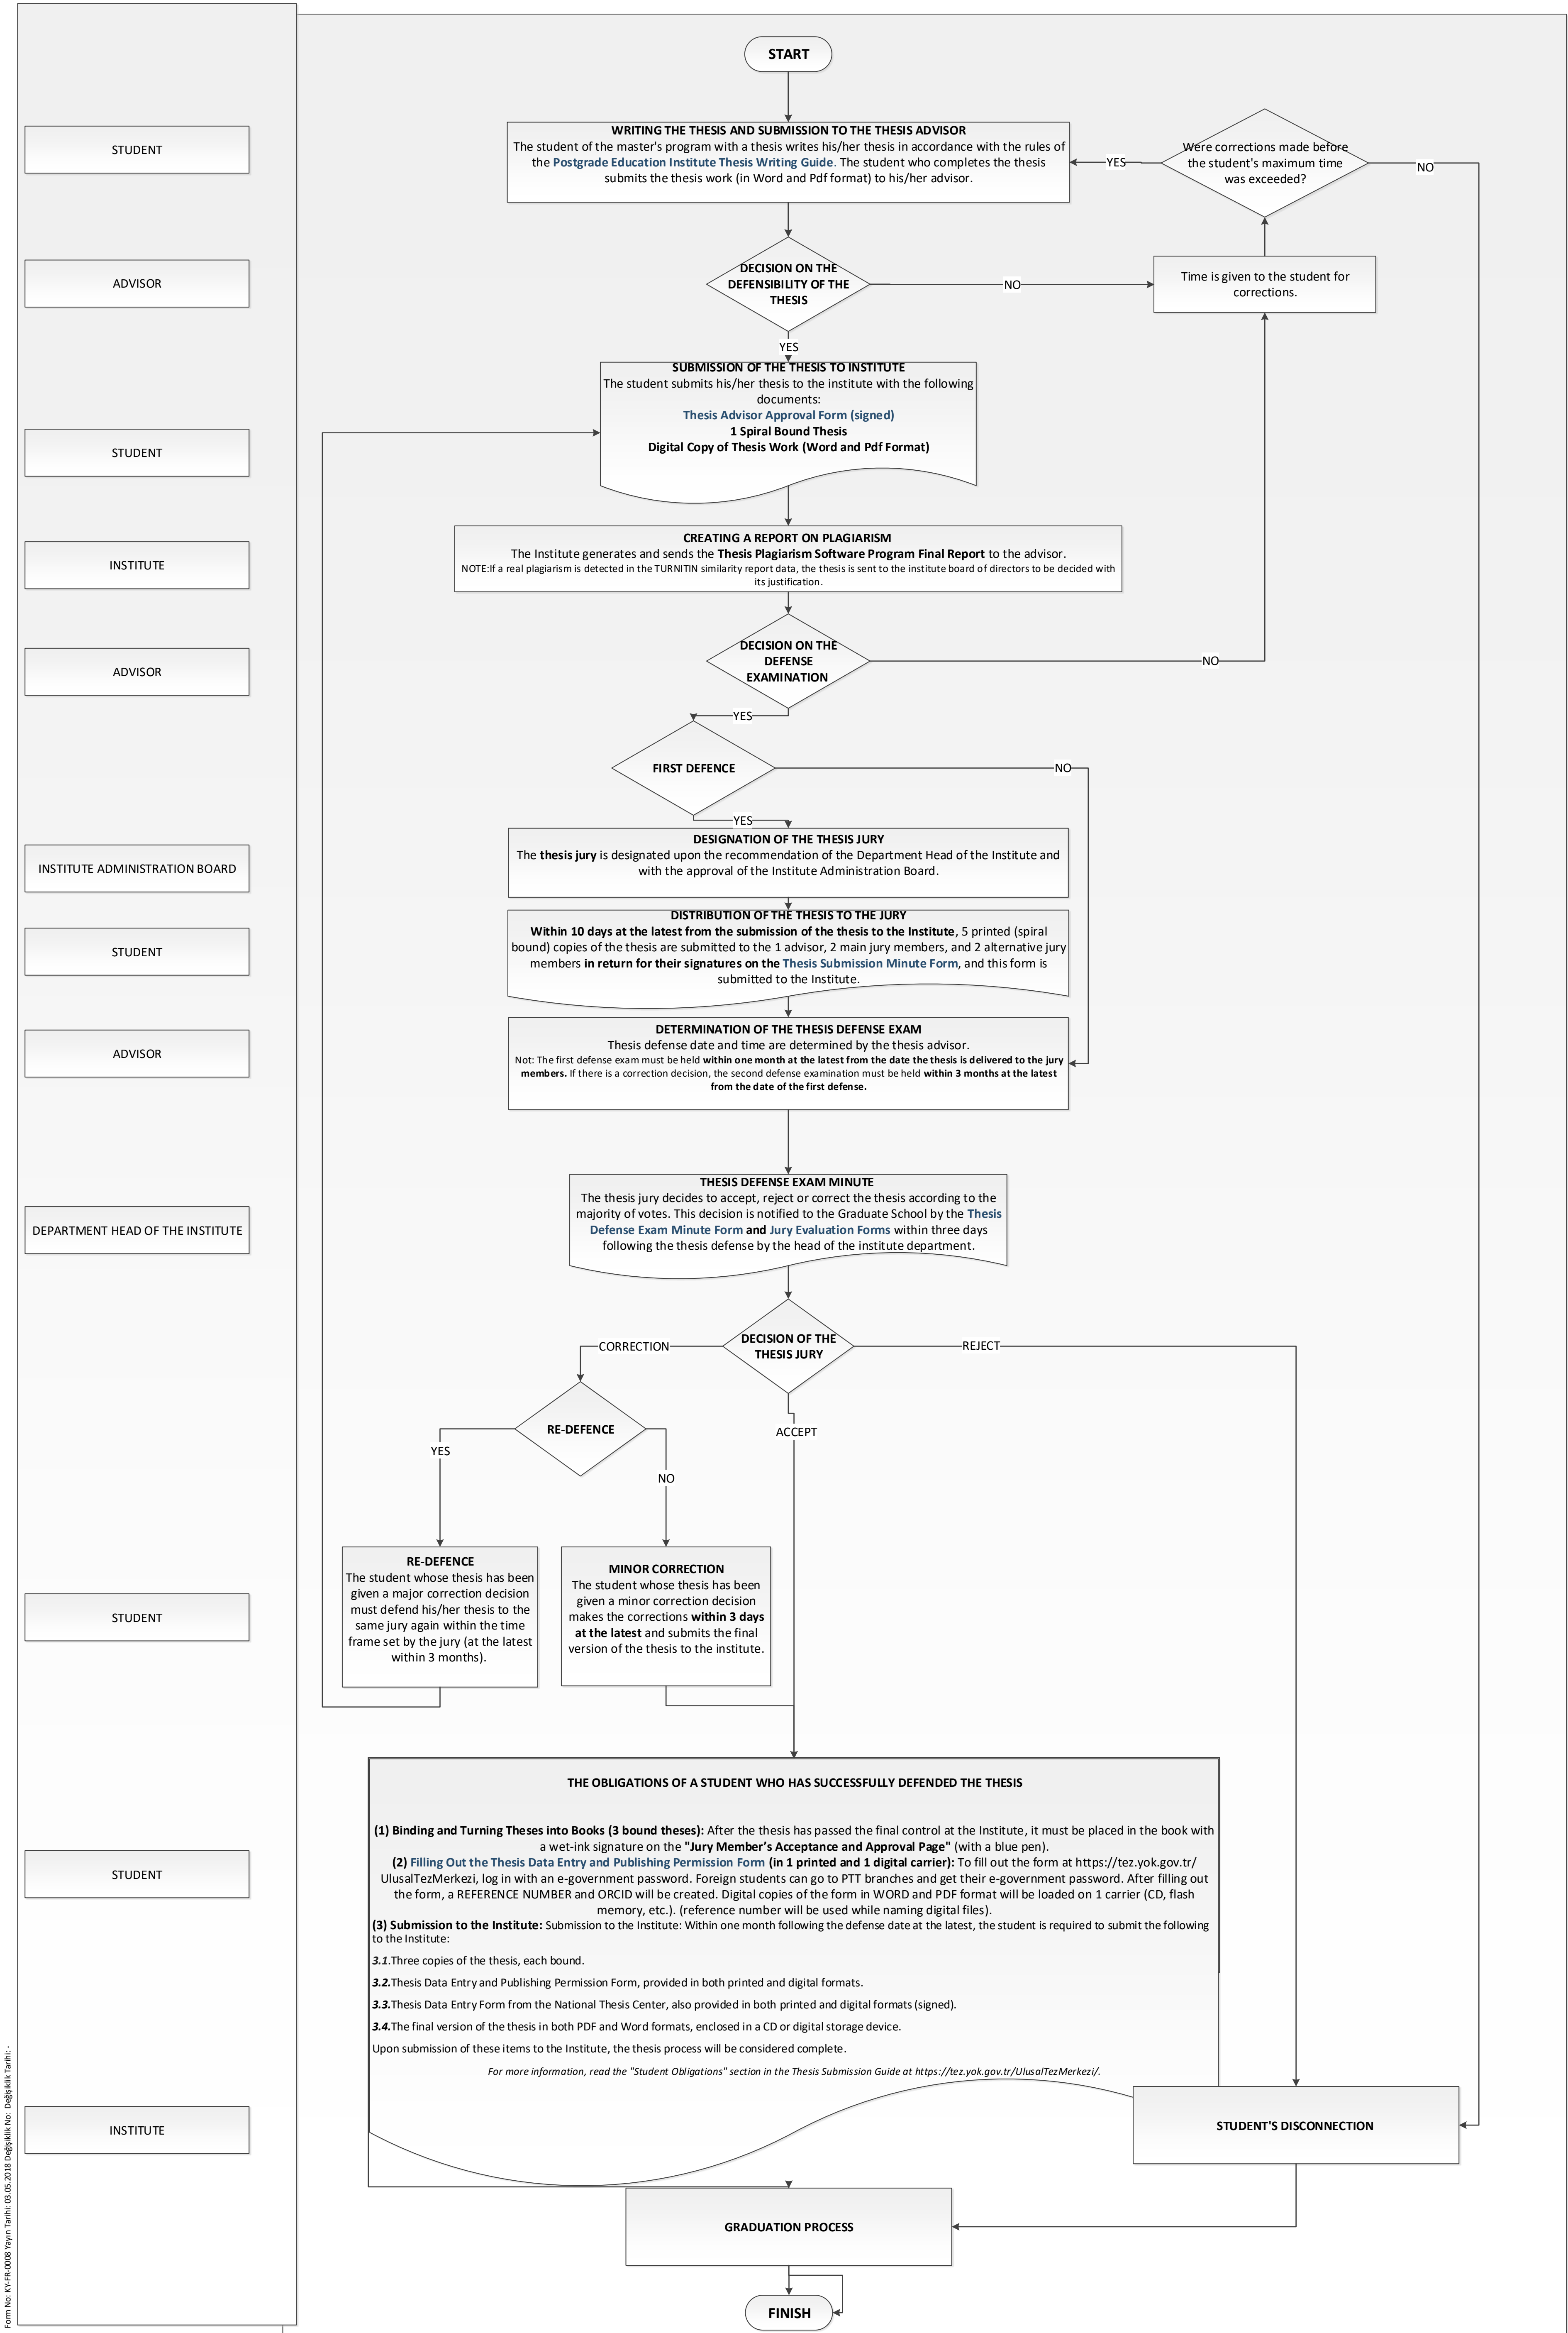 START
STUDENT
WRITING THE THESIS AND SUBMISSION TO THE THESIS ADVISOR
The student of the master's program with a thesis writes his/her thesis in accordance with the rules of
the Postgrade Education Institute Thesis Writing Guide. The student who completes the thesis
submits the thesis work (in Word and Pdf format) to his/her advisor.
YES
Were corrections made before
the student's maximum time
was exceeded?
NO
ADVISOR
DECISION ON THE
DEFENSIBILITY OF THE
THESIS
NO
Time is given to the student for
corrections.
YES
STUDENT
SUBMISSION OF THE THESIS TO INSTITUTE
The student submits his/her thesis to the institute with the following
documents:
Thesis Advisor Approval Form (signed)
1 Spiral Bound Thesis
Digital Copy of Thesis Work (Word and Pdf Format)
INSTITUTE
CREATING A REPORT ON PLAGIARISM
The Institute generates and sends the Thesis Plagiarism Software Program Final Report to the advisor.
NOTE:If a real plagiarism is detected in the TURNITIN similarity report data, the thesis is sent to the institute board of directors to be decided with
its justification.
ADVISOR
DECISION ON THE
DEFENSE
EXAMINATION
NO
YES
FIRST DEFENCE
NO
YES
INSTITUTE ADMINISTRATION BOARD
DESIGNATION OF THE THESIS JURY
The thesis jury is designated upon the recommendation of the Department Head of the Institute and
with the approval of the Institute Administration Board.
STUDENT
DISTRIBUTION OF THE THESIS TO THE JURY
Within 10 days at the latest from the submission of the thesis to the Institute, 5 printed (spiral
bound) copies of the thesis are submitted to the 1 advisor, 2 main jury members, and 2 alternative jury
members in return for their signatures on the Thesis Submission Minute Form, and this form is
submitted to the Institute.
ADVISOR
DETERMINATION OF THE THESIS DEFENSE EXAM
Thesis defense date and time are determined by the thesis advisor.
Not: The first defense exam must be held within one month at the latest from the date the thesis is delivered to the jury
members. If there is a correction decision, the second defense examination must be held within 3 months at the latest
from the date of the first defense.
DEPARTMENT HEAD OF THE INSTITUTE
THESIS DEFENSE EXAM MINUTE
The thesis jury decides to accept, reject or correct the thesis according to the
majority of votes. This decision is notified to the Graduate School by the Thesis
Defense Exam Minute Form and Jury Evaluation Forms within three days
following the thesis defense by the head of the institute department.
DECISION OF THE
THESIS JURY
CORRECTION
REJECT
ACCEPT
RE-DEFENCE
YES
NO
STUDENT
RE-DEFENCE
The student whose thesis has been
given a major correction decision
must defend his/her thesis to the
same jury again within the time
frame set by the jury (at the latest
within 3 months).
MINOR CORRECTION
The student whose thesis has been
given a minor correction decision
makes the corrections within 3 days
at the latest and submits the final
version of the thesis to the institute.
STUDENT
THE OBLIGATIONS OF A STUDENT WHO HAS SUCCESSFULLY DEFENDED THE THESIS
(1) Binding and Turning Theses into Books (3 bound theses): After the thesis has passed the final control at the Institute, it must be placed in the book with
a wet-ink signature on the "Jury Member’s Acceptance and Approval Page" (with a blue pen).
(2) Filling Out the Thesis Data Entry and Publishing Permission Form (in 1 printed and 1 digital carrier): To fill out the form at https://tez.yok.gov.tr/
UlusalTezMerkezi, log in with an e-government password. Foreign students can go to PTT branches and get their e-government password. After filling out
the form, a REFERENCE NUMBER and ORCID will be created. Digital copies of the form in WORD and PDF format will be loaded on 1 carrier (CD, flash
memory, etc.). (reference number will be used while naming digital files).
(3) Submission to the Institute: Submission to the Institute: Within one month following the defense date at the latest, the student is required to submit the following
to the Institute:
3.1.Three copies of the thesis, each bound.
3.2.Thesis Data Entry and Publishing Permission Form, provided in both printed and digital formats.
3.3.Thesis Data Entry Form from the National Thesis Center, also provided in both printed and digital formats (signed).
3.4.The final version of the thesis in both PDF and Word formats, enclosed in a CD or digital storage device.
Upon submission of these items to the Institute, the thesis process will be considered complete.
For more information, read the "Student Obligations" section in the Thesis Submission Guide at https://tez.yok.gov.tr/UlusalTezMerkezi/.
INSTITUTE
STUDENT'S DISCONNECTION
GRADUATION PROCESS
FINISH
Form No: KY-FR-0008 Yayın Tarihi: 03.05.2018 Değişiklik No: Değişiklik Tarihi: -